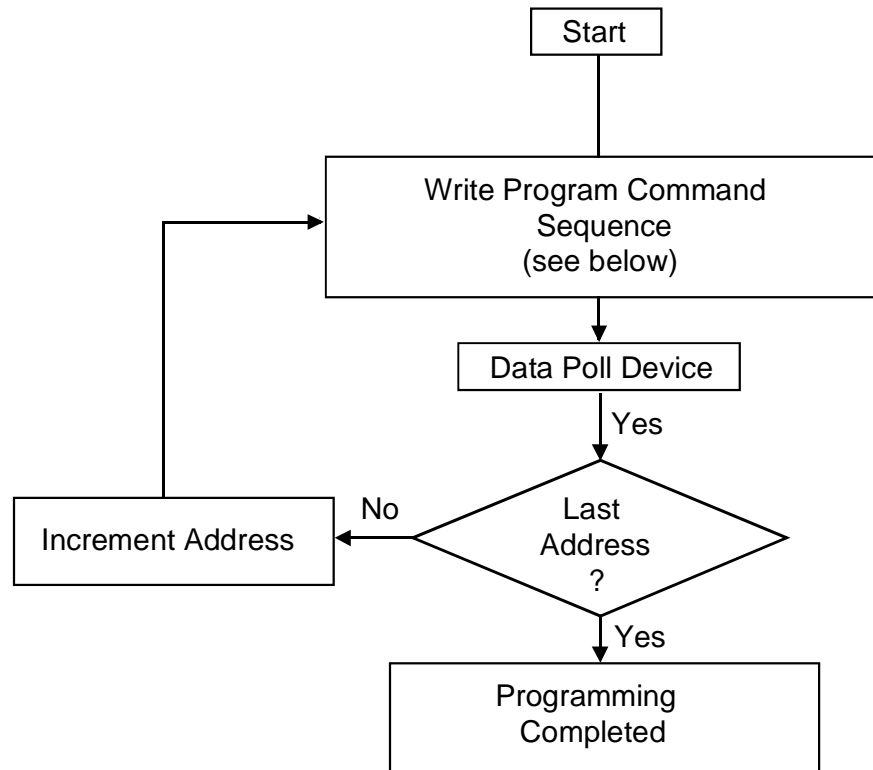 Start
Write Program Command
Sequence
(see below)
Data Poll Device
Yes
No
Last
Address
?
Increment Address
Yes
Programming
Completed